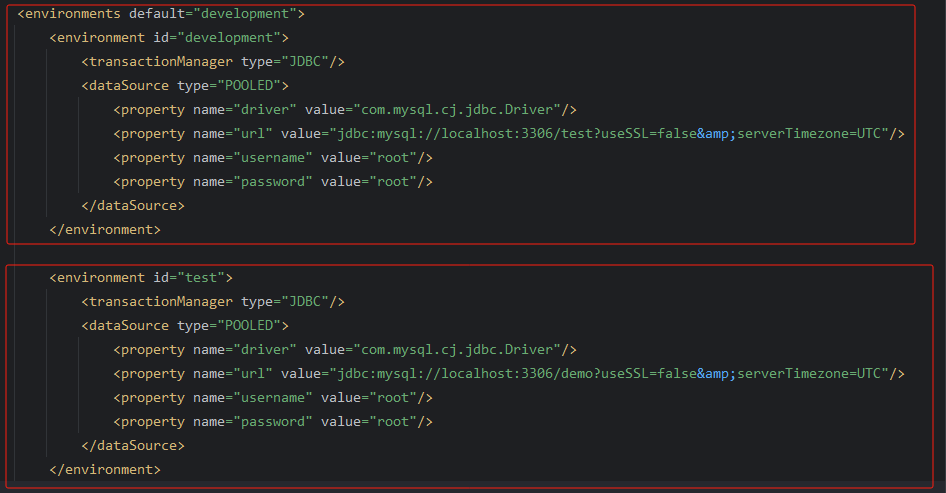 <environments default="development">
<environment id="development">
<transactionManager type="JDBC"/>
<dataSource type="POOLED">
<property name="driver" value="com.mysql.cj.jdbc.Driver"/>
<property name="url" value="jdbc:mysql://localhost:3306/test?useSSL=false&amp;serverTimezone=UTC"/>
<property name="username" value="root"/>
<property name="password" value="root"/>
</dataSource>
</environment>
<environment id="test">
<transactionManager type="JDBC"/>
<dataSource type="POOLED">
<property name="driver" value="com.mysql.cj.jdbc.Driver"/>
<property name="url" value="jdbc:mysql://localhost:3306/demo?useSSL=false&amp;serverTimezone=UTC"/>
<property name="username" value="root"/>
<property name="password" value="root"/>
</dataSource>
</environment>